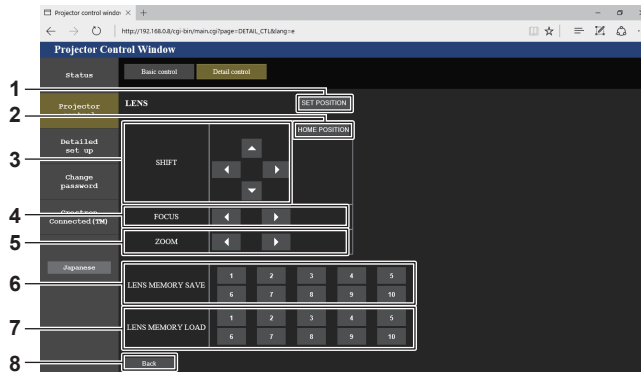 Projector control windov
http://192.168.0.8/cgi-bin/main.cgi?page=DETAIL_CTL&lang=e
Projector Control Window
Status
Basic control
Detail control
1
2
3
4
5
6
7
8
Projector
LENS
SET POSITION
HOME POSITION
Detailed
set up
SHIFT
Change
password
Connected(TM)
FOCUS
ZOOM
Japanese
LENS MEMORY SAVE
1 2 3 4 5
6 7 8 9 10
LENS MEMORY LOAD
1 2 3 4 5
6 7 8 9 10
Back